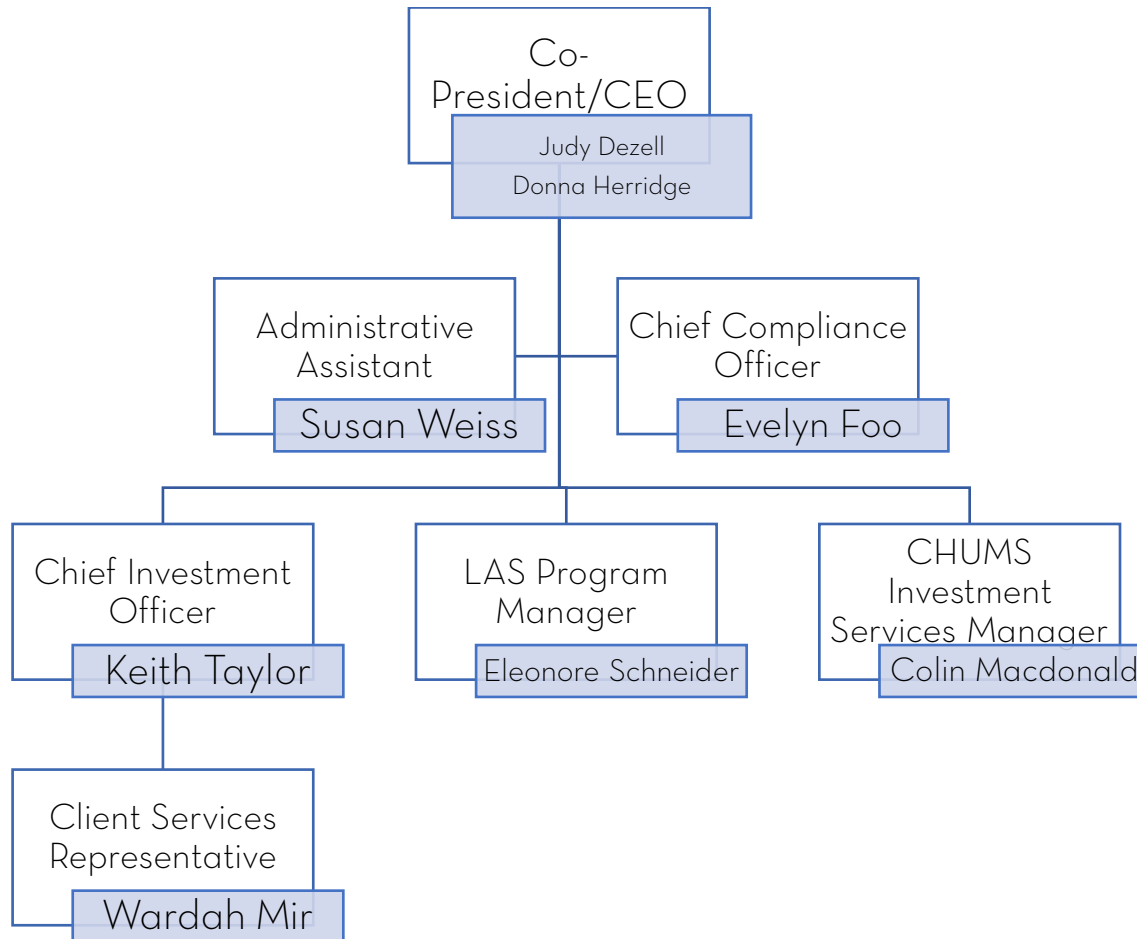 Co-
President/CEO
Judy Dezell
Donna Herridge
Administrative
Assistant
Susan Weiss
Chief Compliance
Officer
Evelyn Foo
Chief Investment
Officer
Keith Taylor
LAS Program
Manager
Eleonore Schneider
CHUMS
Investment
Services Manager
Colin Macdonald
Client Services
Representative
Wardah Mir